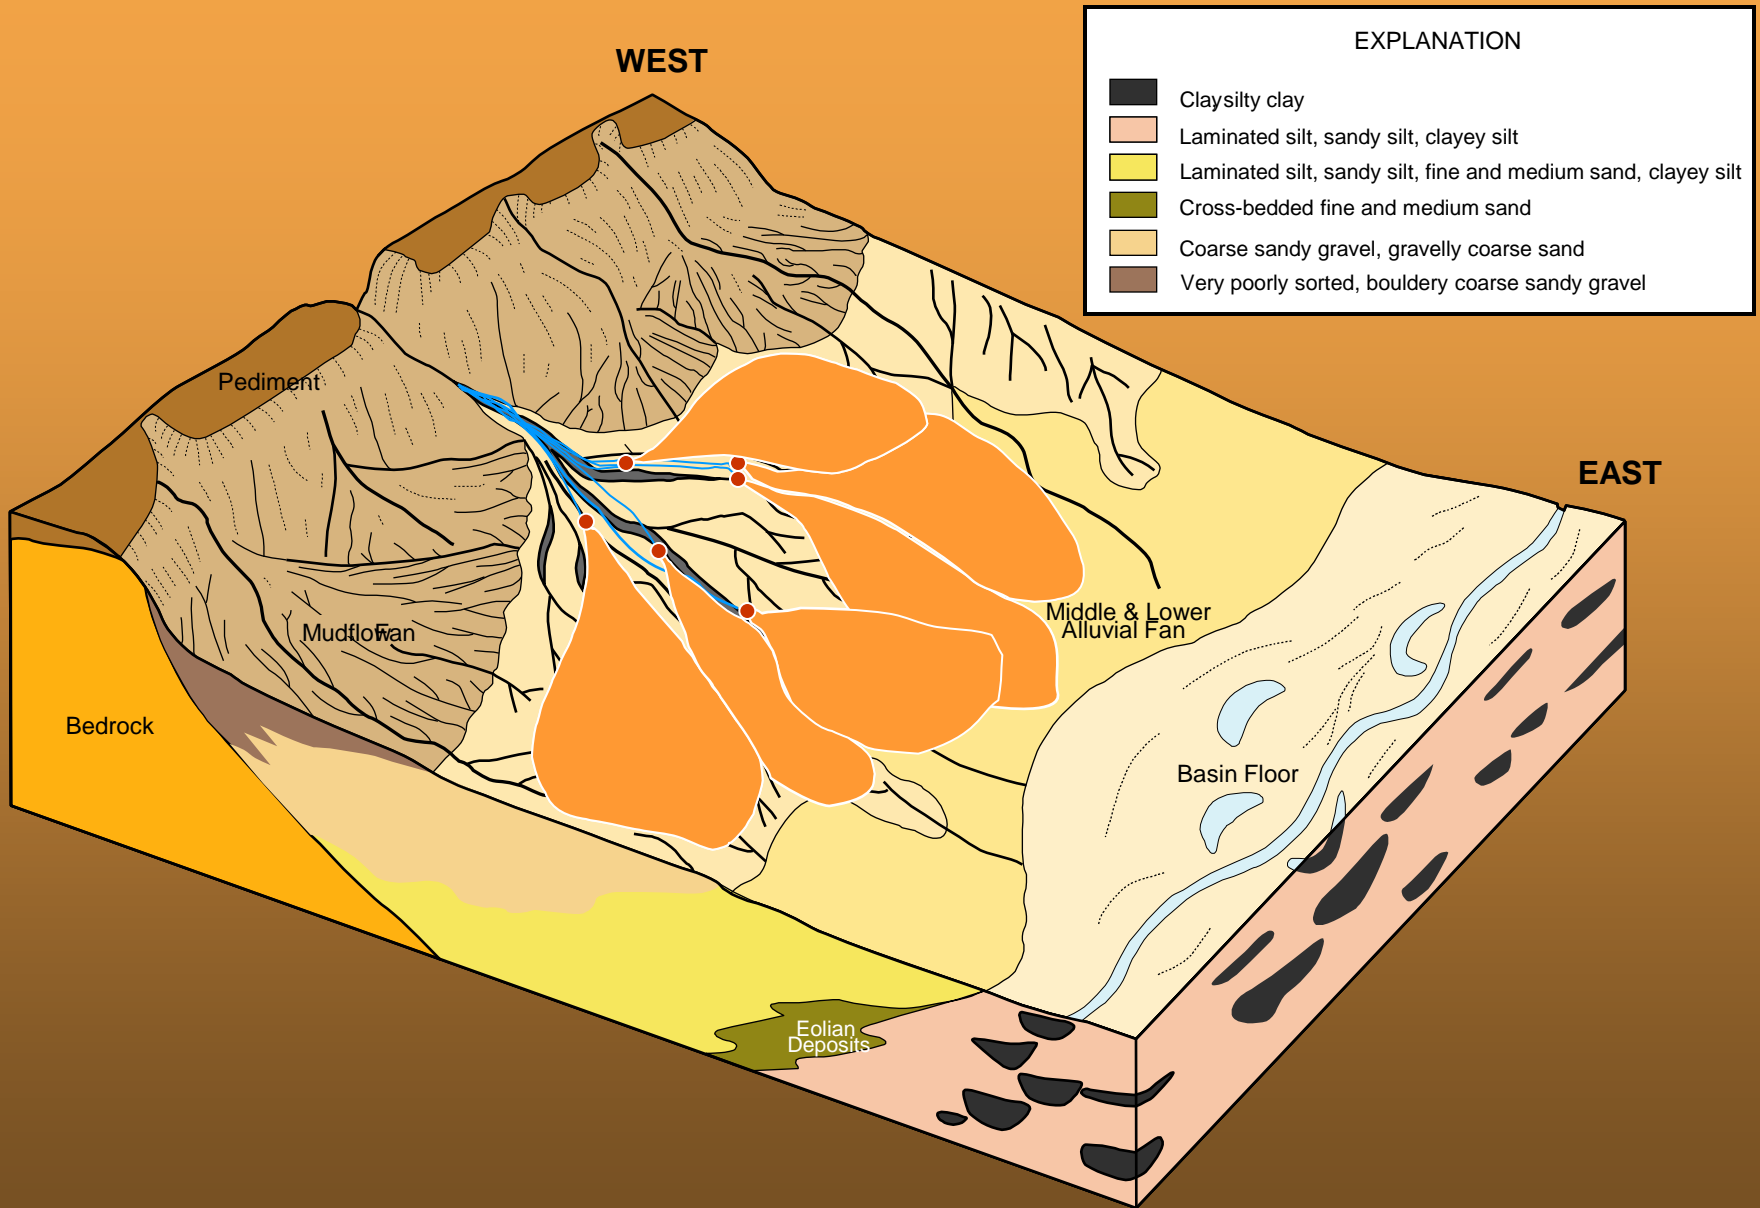 WEST
EXPLANATION
Clay, silty clay
Laminated silt, sandy silt, clayey silt
Laminated silt, sandy silt, fine and medium sand, clayey silt
Cross-bedded fine and medium sand
Coarse sandy gravel, gravelly coarse sand
Very poorly sorted, bouldery coarse sandy gravel
EAST
Pediment
Mudflow Fan
Middle & Lower
Alluvial Fan
Bedrock
Basin Floor
Eolian
Deposits